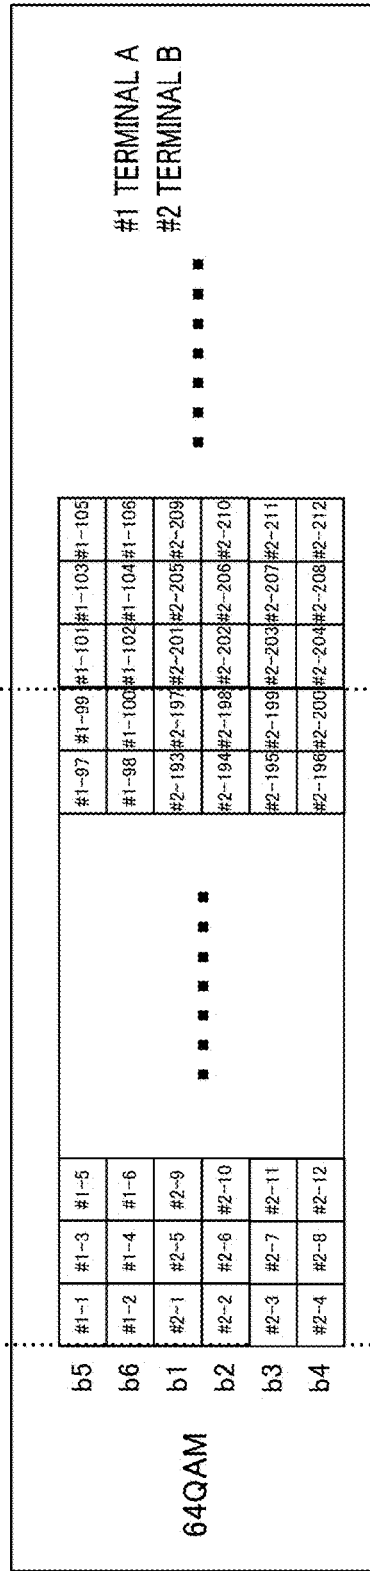 #1 TERMINAL A
#2 TERMINAL B
64QAM
b5 #1-1 #1-3 #1-5 #1-97 #1-99 #1-101 #1-103 #1-105
b6 #1-2 #1-4 #1-6 #1-98 #1-100 #1-102 #1-104 #1-106
b1 #2-1 #2-5 #2-9 #2-193 #2-197 #2-201 #2-205 #2-209
b2 #2-2 #2-6 #2-10 #2-194 #2-198 #2-202 #2-206 #2-210
b3 #2-3 #2-7 #2-11 #2-195 #2-199 #2-203 #2-207 #2-211
b4 #2-4 #2-8 #2-12 #2-196 #2-200 #2-204 #2-208 #2-212